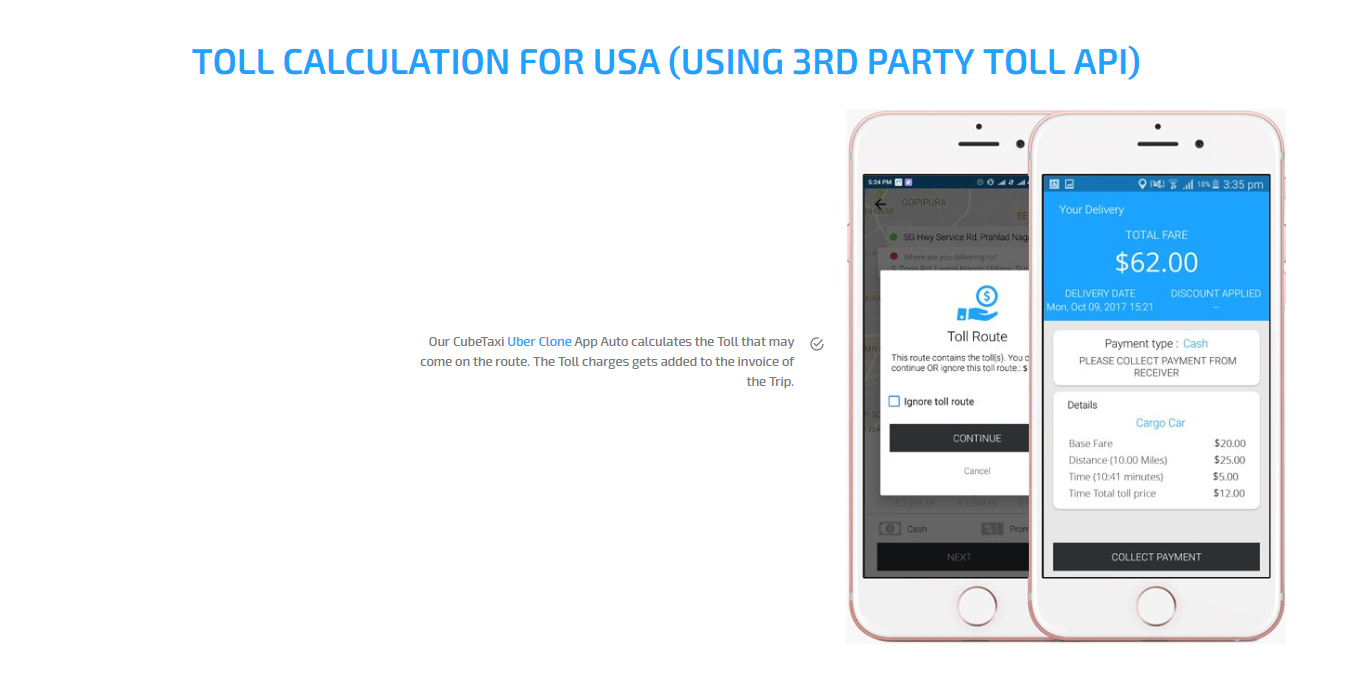 TOLL CALCULATION FOR USA (USING 3RD PARTY TOLL API)
Our CubeTaxi Uber Clone App Auto calculates the Toll that may
come on the route. The Toll charges gets added to the invoice of
the Trip.
5:24 PM
GOPIPURA
BE
SG Hwy Service Rd, Prahlad Naga
Where are you delivering to?
Toll Route
This route contains the toll(s). You c
continue OR ignore this toll route.: $
Ignore toll route
CONTINUE
Cancel
Cash
Prom
NEXT
18% 3:35 pm
Your Delivery
TOTAL FARE
$62.00
DELIVERY DATE DISCOUNT APPLIED
Mon, Oct 09, 2017 15:21 --
Payment type : Cash
PLEASE COLLECT PAYMENT FROM
RECEIVER
Details
Cargo Car
Base Fare $20.00
Distance (10.00 Miles) $25.00
Time (10:41 minutes) $5.00
Time Total toll price $12.00
COLLECT PAYMENT